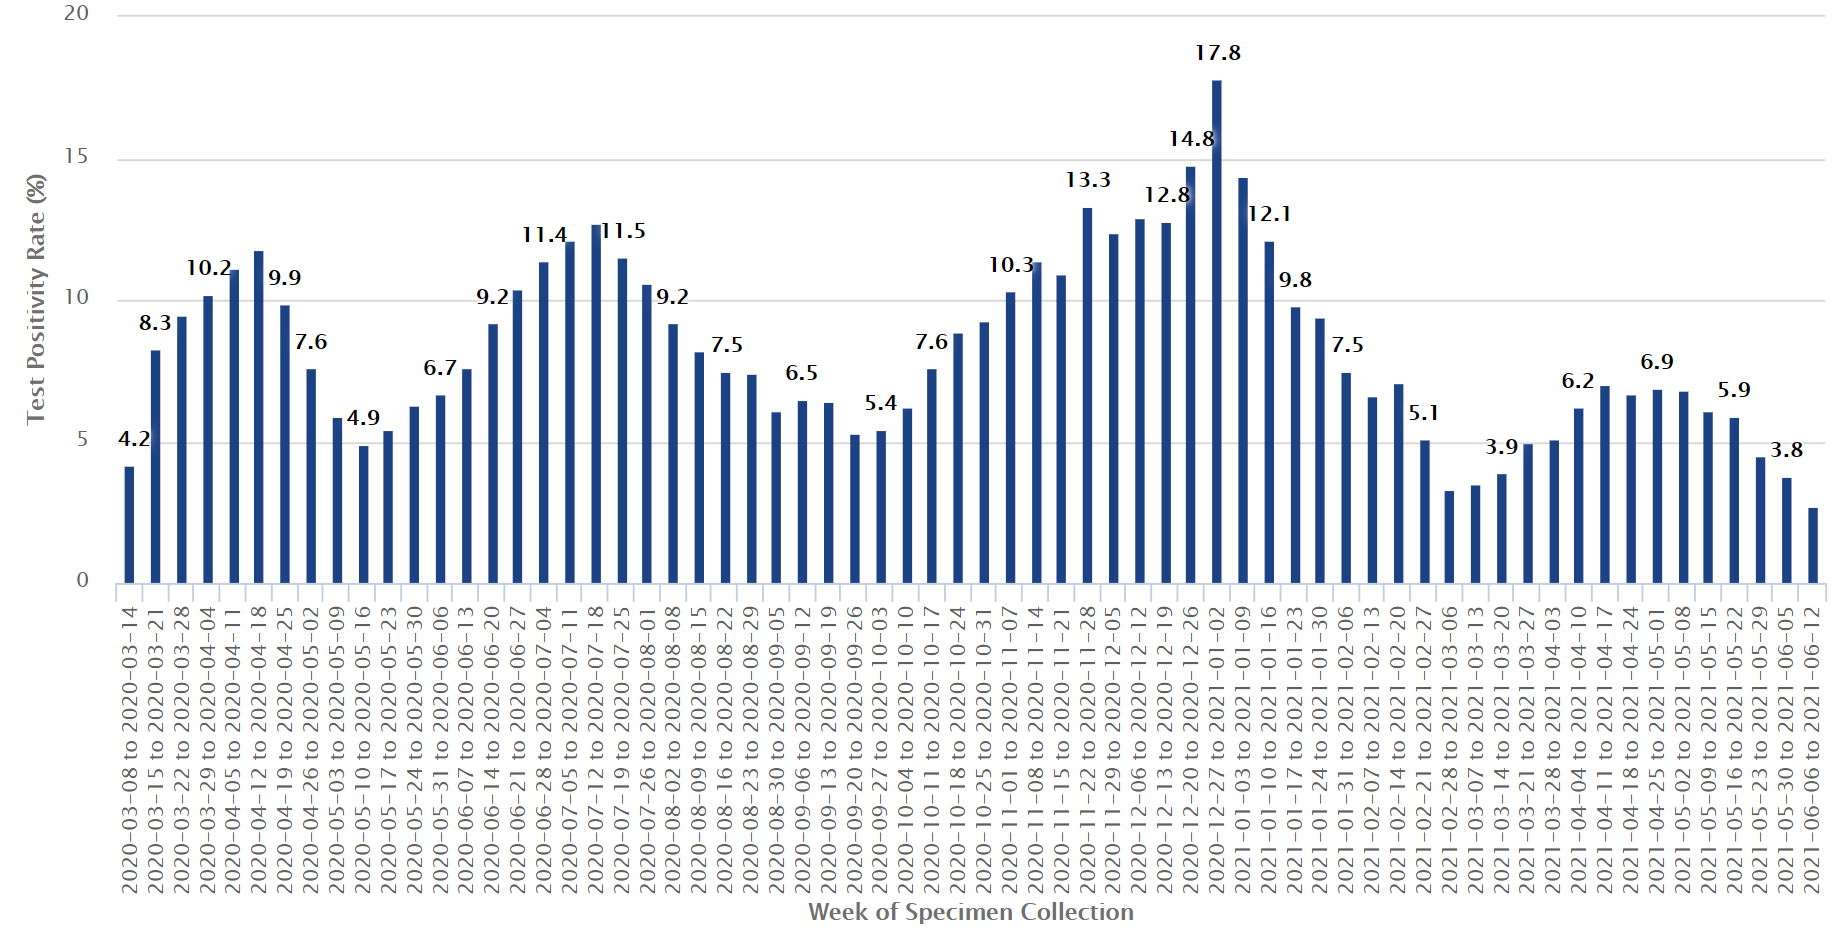 20
15
10
5
0
Test Positivity Rate (%)
4.2
8.3
10.2
9.9
7.6
4.9
6.7
9.2
11.4
11.5
9.2
7.5
6.5
5.4
7.6
10.3
13.3
12.8
14.8
17.8
12.1
9.8
7.5
5.1
3.9
6.2
6.9
5.9
3.8
2020-03-08 to 2020-03-14
2020-03-15 to 2020-03-21
2020-03-22 to 2020-03-28
2020-03-29 to 2020-04-04
2020-04-05 to 2020-04-11
2020-04-12 to 2020-04-18
2020-04-19 to 2020-04-25
2020-04-26 to 2020-05-02
2020-05-03 to 2020-05-09
2020-05-10 to 2020-05-16
2020-05-17 to 2020-05-23
2020-05-24 to 2020-05-30
2020-05-31 to 2020-06-06
2020-06-07 to 2020-06-13
2020-06-14 to 2020-06-20
2020-06-21 to 2020-06-27
2020-06-28 to 2020-07-04
2020-07-05 to 2020-07-11
2020-07-12 to 2020-07-18
2020-07-19 to 2020-07-25
2020-07-26 to 2020-08-01
2020-08-02 to 2020-08-08
2020-08-09 to 2020-08-15
2020-08-16 to 2020-08-22
2020-08-23 to 2020-08-29
2020-08-30 to 2020-09-05
2020-09-06 to 2020-09-12
2020-09-13 to 2020-09-19
2020-09-20 to 2020-09-26
2020-09-27 to 2020-10-03
2020-10-04 to 2020-10-10
2020-10-11 to 2020-10-17
2020-10-18 to 2020-10-24
2020-10-25 to 2020-10-31
2020-11-01 to 2020-11-07
2020-11-08 to 2020-11-14
2020-11-15 to 2020-11-21
2020-11-22 to 2020-11-28
2020-11-29 to 2020-12-05
2020-12-06 to 2020-12-12
2020-12-13 to 2020-12-19
2020-12-20 to 2020-12-26
2020-12-27 to 2021-01-02
2021-01-03 to 2021-01-09
2021-01-10 to 2021-01-16
2021-01-17 to 2021-01-23
2021-01-24 to 2021-01-30
2021-01-31 to 2021-02-06
2021-02-07 to 2021-02-13
2021-02-14 to 2021-02-20
2021-02-21 to 2021-02-27
2021-02-28 to 2021-03-06
2021-03-07 to 2021-03-13
2021-03-14 to 2021-03-20
2021-03-21 to 2021-03-27
2021-03-28 to 2021-04-03
2021-04-04 to 2021-04-10
2021-04-11 to 2021-04-17
2021-04-18 to 2021-04-24
2021-04-25 to 2021-05-01
2021-05-02 to 2021-05-08
2021-05-09 to 2021-05-15
2021-05-16 to 2021-05-22
2021-05-23 to 2021-05-29
2021-05-30 to 2021-06-05
2021-06-06 to 2021-06-12
Week of Specimen Collection